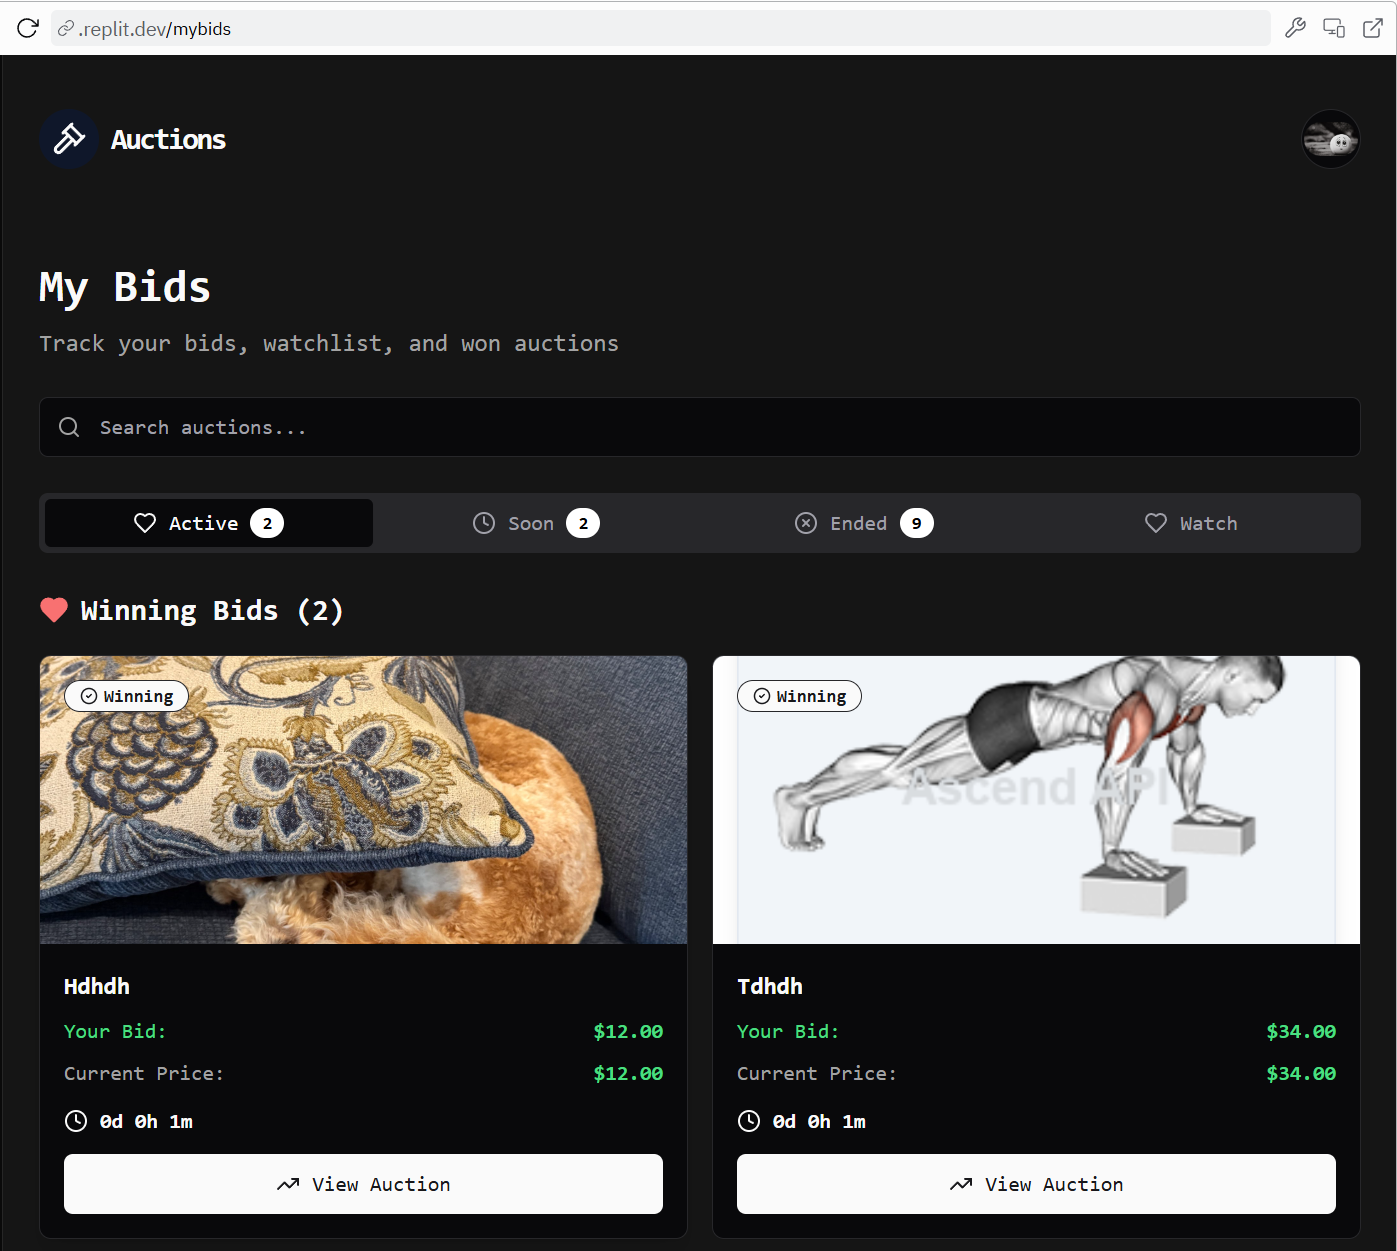 .replit.dev/mybids
Auctions
My Bids
Track your bids, watchlist, and won auctions
Search auctions...
Active 2 Soon 2 Ended 9 Watch
Winning Bids (2)
Winning
Ascend API
Hdhdh
Your Bid: $12.00
Current Price: $12.00
0d 0h 1m
View Auction
Winning
Tdhdh
Your Bid: $34.00
Current Price: $34.00
0d 0h 1m
View Auction